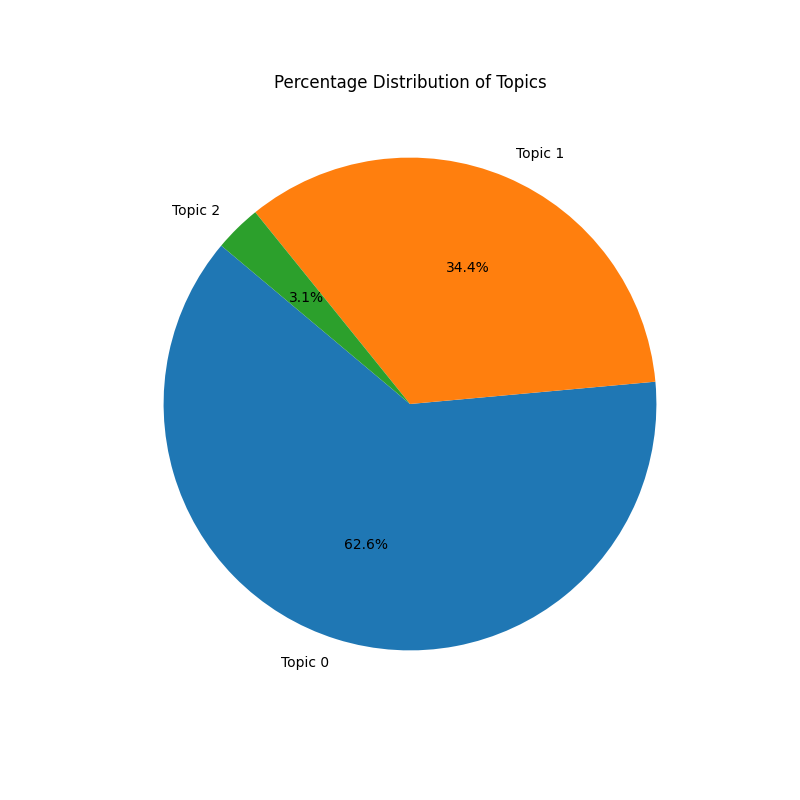 Percentage Distribution of Topics
Topic 1
Topic 2
34.4%
3.1%
62.6%
Topic 0